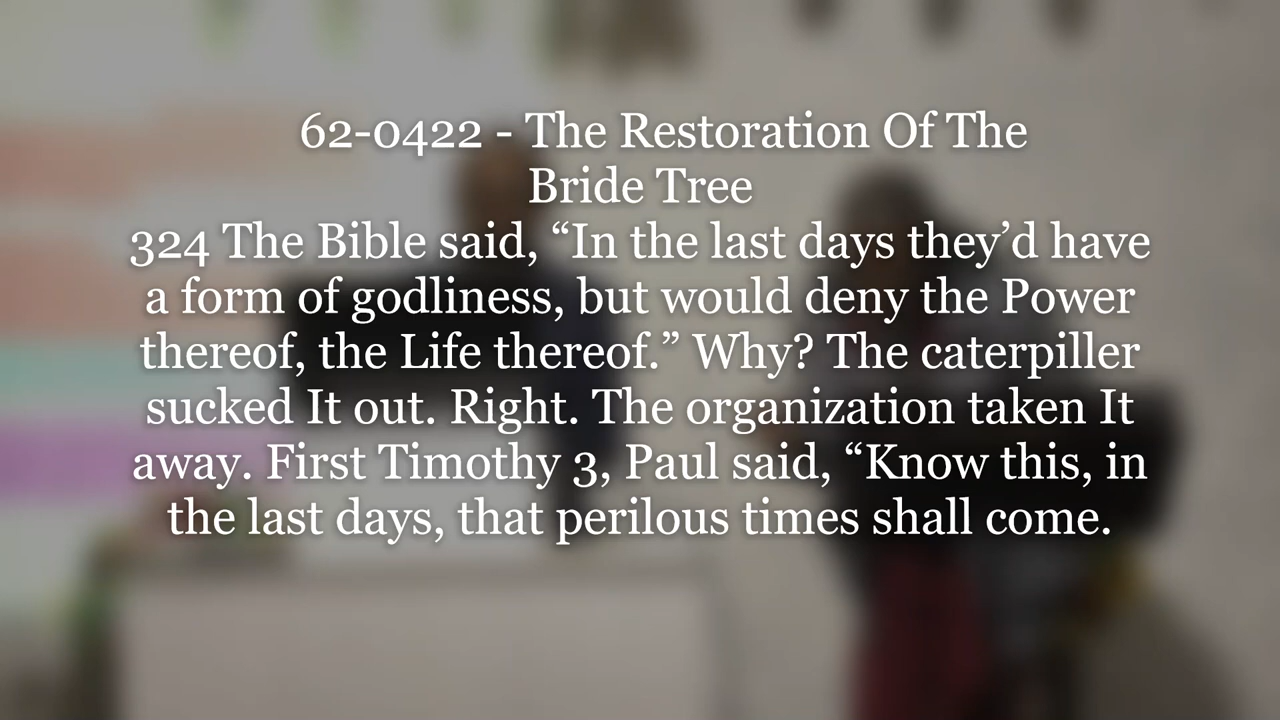 62-0422 - The Restoration Of The
Bride Tree
324 The Bible said, “In the last days they’d have
a form of godliness, but would deny the Power
thereof, the Life thereof.” Why? The caterpiller
sucked It out. Right. The organization taken It
away. First Timothy 3, Paul said, “Know this, in
the last days, that perilous times shall come.